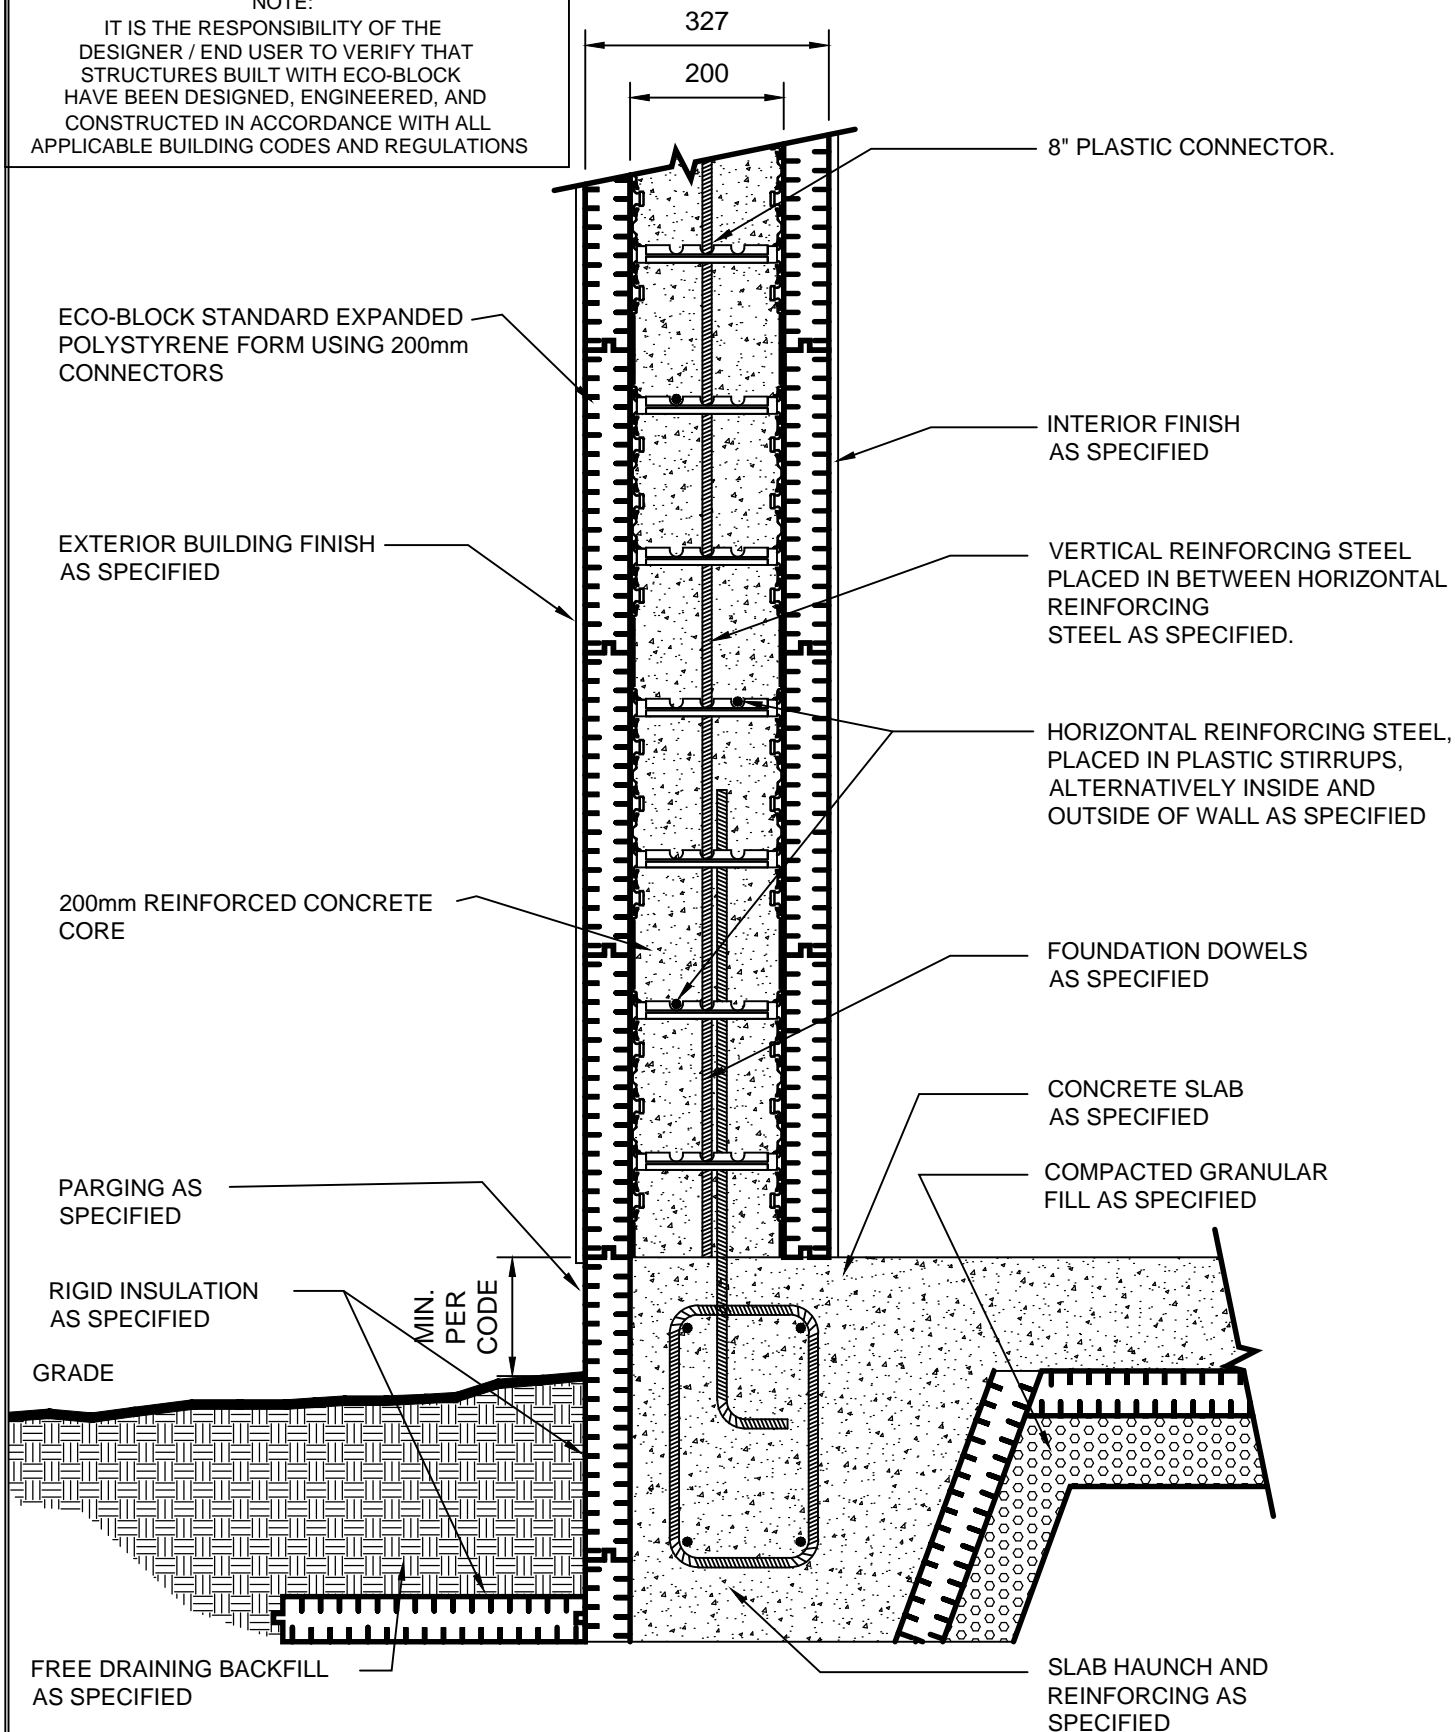 NOTE:
IT IS THE RESPONSIBILITY OF THE
DESIGNER / END USER TO VERIFY THAT
STRUCTURES BUILT WITH ECO-BLOCK
HAVE BEEN DESIGNED, ENGINEERED, AND
CONSTRUCTED IN ACCORDANCE WITH ALL
APPLICABLE BUILDING CODES AND REGULATIONS
327
200
8" PLASTIC CONNECTOR.
ECO-BLOCK STANDARD EXPANDED
POLYSTYRENE FORM USING 200mm
CONNECTORS
INTERIOR FINISH
AS SPECIFIED
EXTERIOR BUILDING FINISH
AS SPECIFIED
VERTICAL REINFORCING STEEL
PLACED IN BETWEEN HORIZONTAL
REINFORCING
STEEL AS SPECIFIED.
HORIZONTAL REINFORCING STEEL,
PLACED IN PLASTIC STIRRUPS,
ALTERNATIVELY INSIDE AND
OUTSIDE OF WALL AS SPECIFIED
200mm REINFORCED CONCRETE
CORE
FOUNDATION DOWELS
AS SPECIFIED
CONCRETE SLAB
AS SPECIFIED
COMPACTED GRANULAR
FILL AS SPECIFIED
PARGING AS
SPECIFIED
RIGID INSULATION
AS SPECIFIED
MIN.
PER
CODE
GRADE
FREE DRAINING BACKFILL
AS SPECIFIED
SLAB HAUNCH AND
REINFORCING AS
SPECIFIED